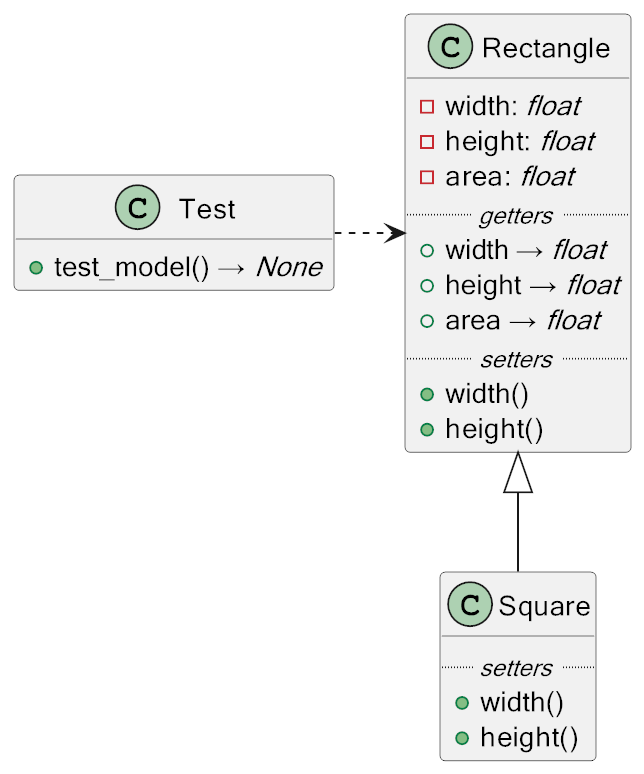 C Rectangle
width: float
height: float
area: float
getters
width → float
height → float
area → float
setters
width()
height()
C Test
test_model() → None
C Square
setters
width()
height()